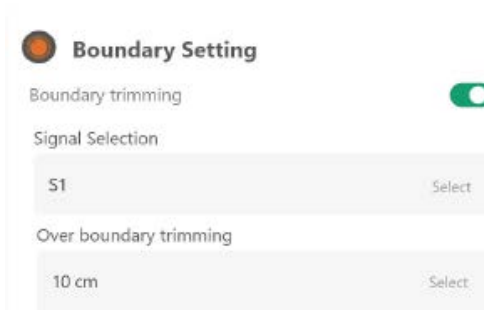 Boundary Setting
Boundary trimming
Signal Selection
S1 Select
Over boundary trimming
10 cm Select